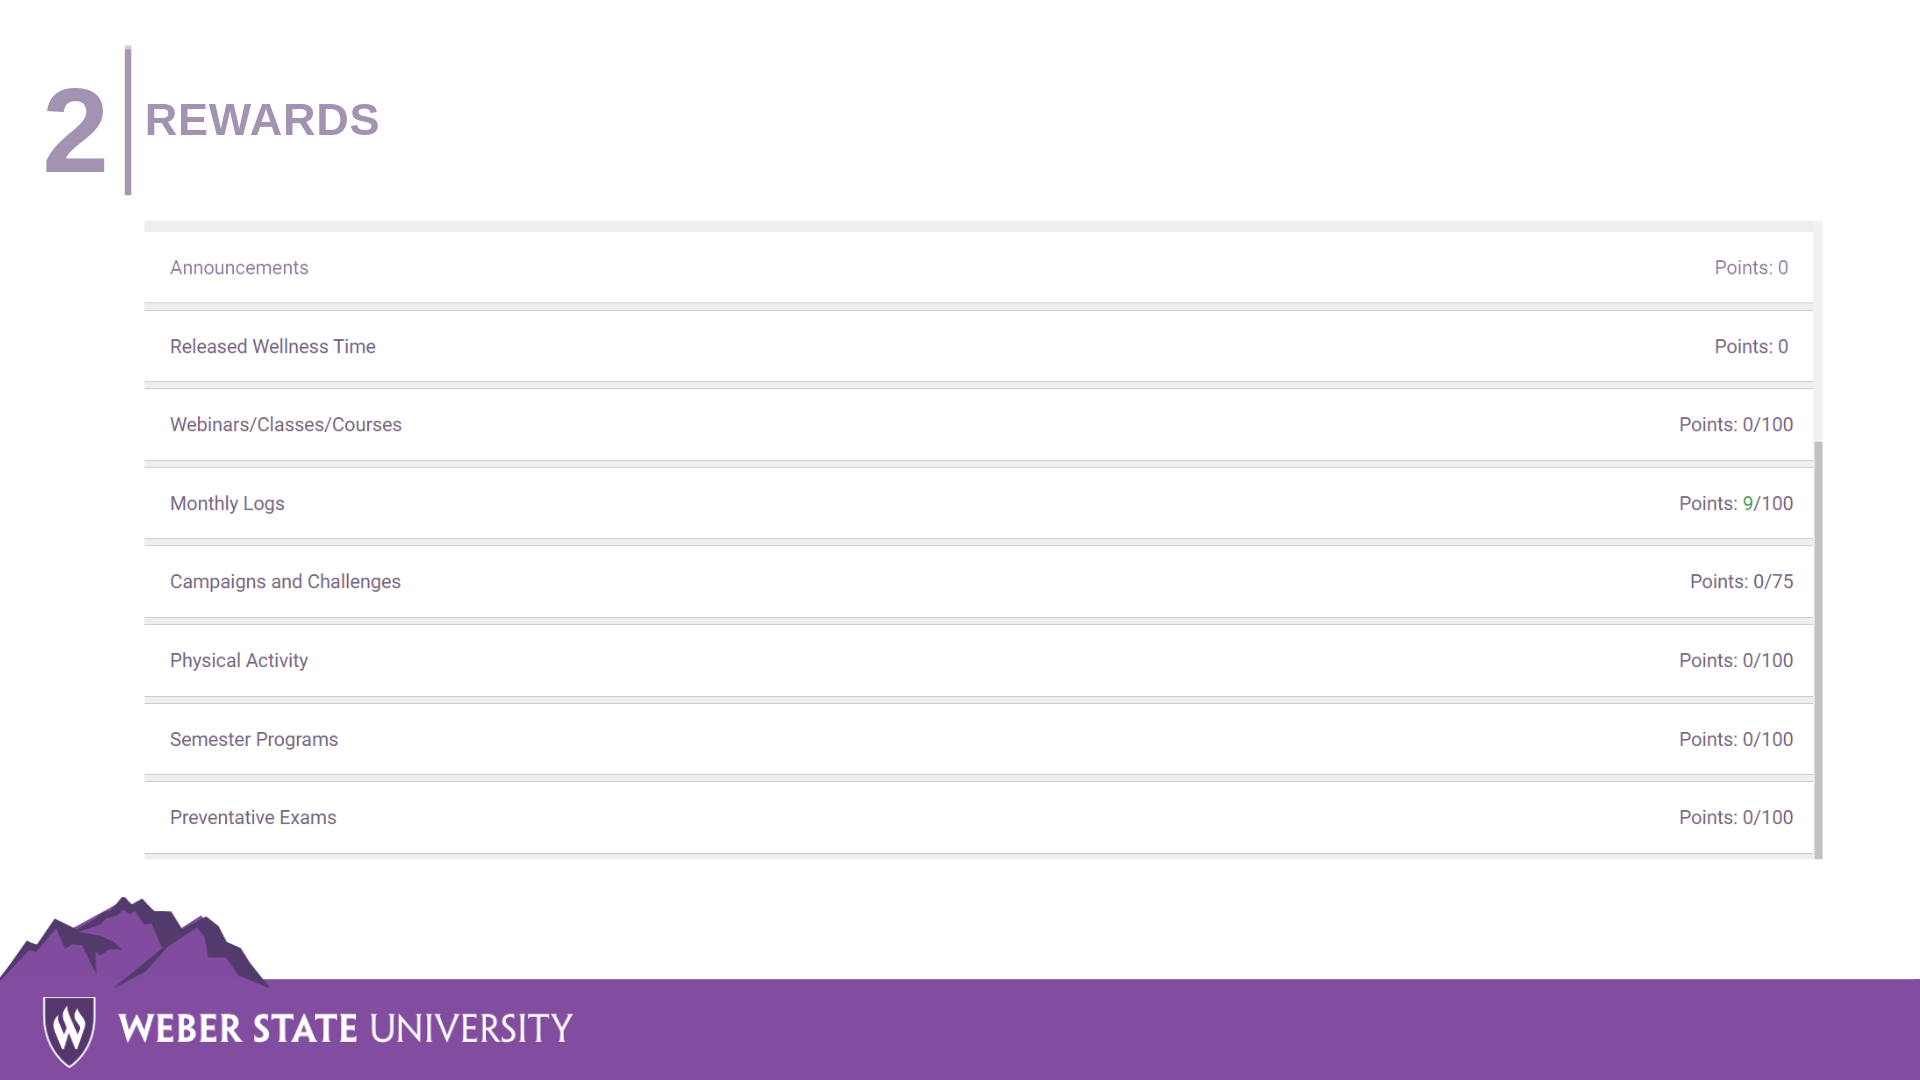 2
REWARDS
Announcements Points: 0
Released Wellness Time Points: 0
Webinars/Classes/Courses Points: 0/100
Monthly Logs Points: 9/100
Campaigns and Challenges Points: 0/75
Physical Activity Points: 0/100
Semester Programs Points: 0/100
Preventative Exams Points: 0/100
W WEBER STATE UNIVERSITY